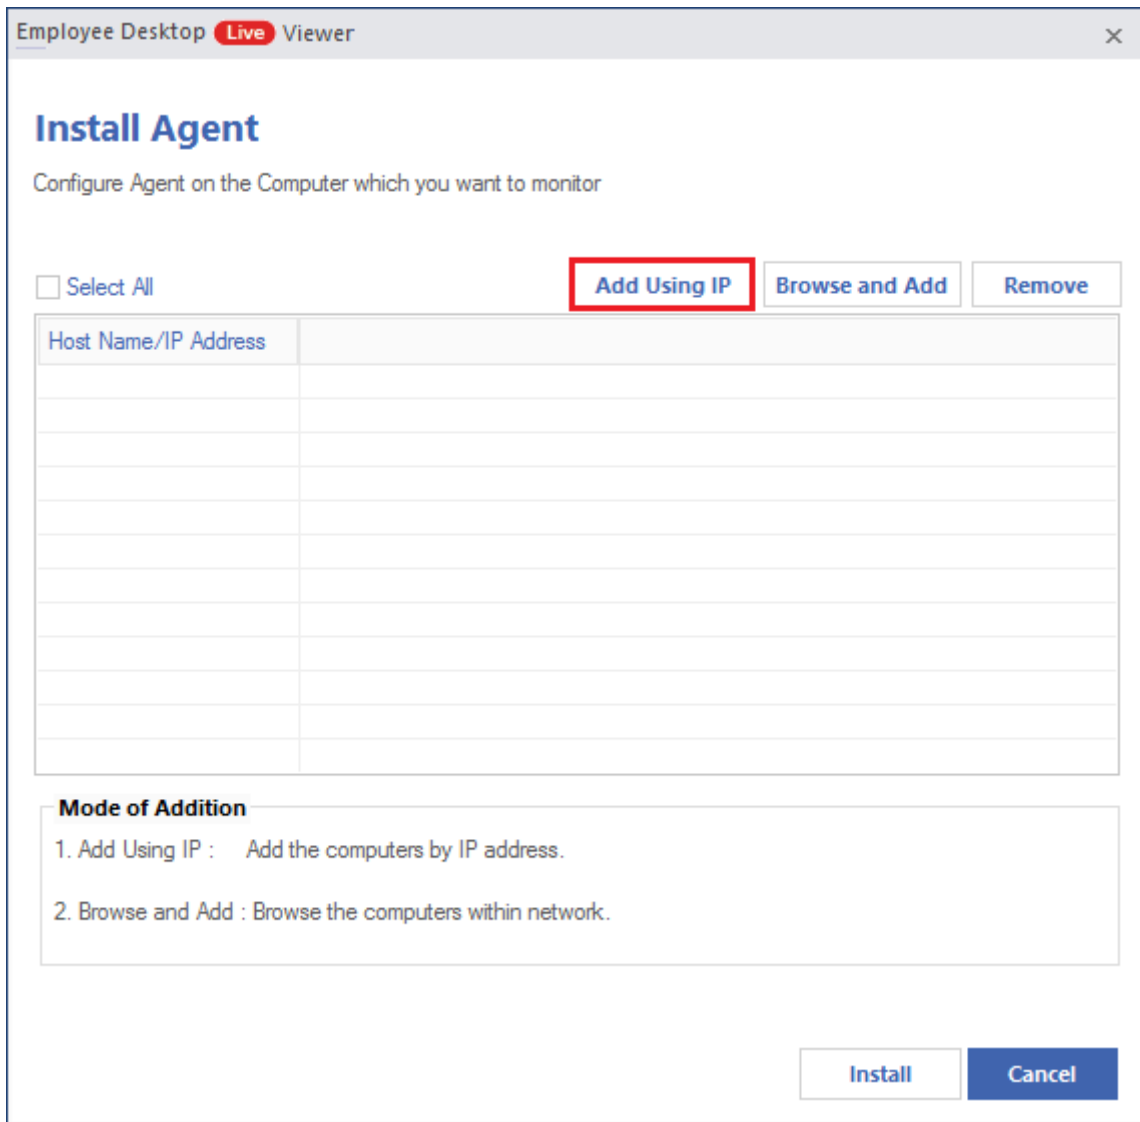 Employee Desktop Live Viewer
Install Agent
Configure Agent on the Computer which you want to monitor
Select All
Add Using IP
Browse and Add
Remove
Host Name/IP Address
Mode of Addition
1. Add Using IP : Add the computers by IP address.
2. Browse and Add : Browse the computers within network.
Install
Cancel